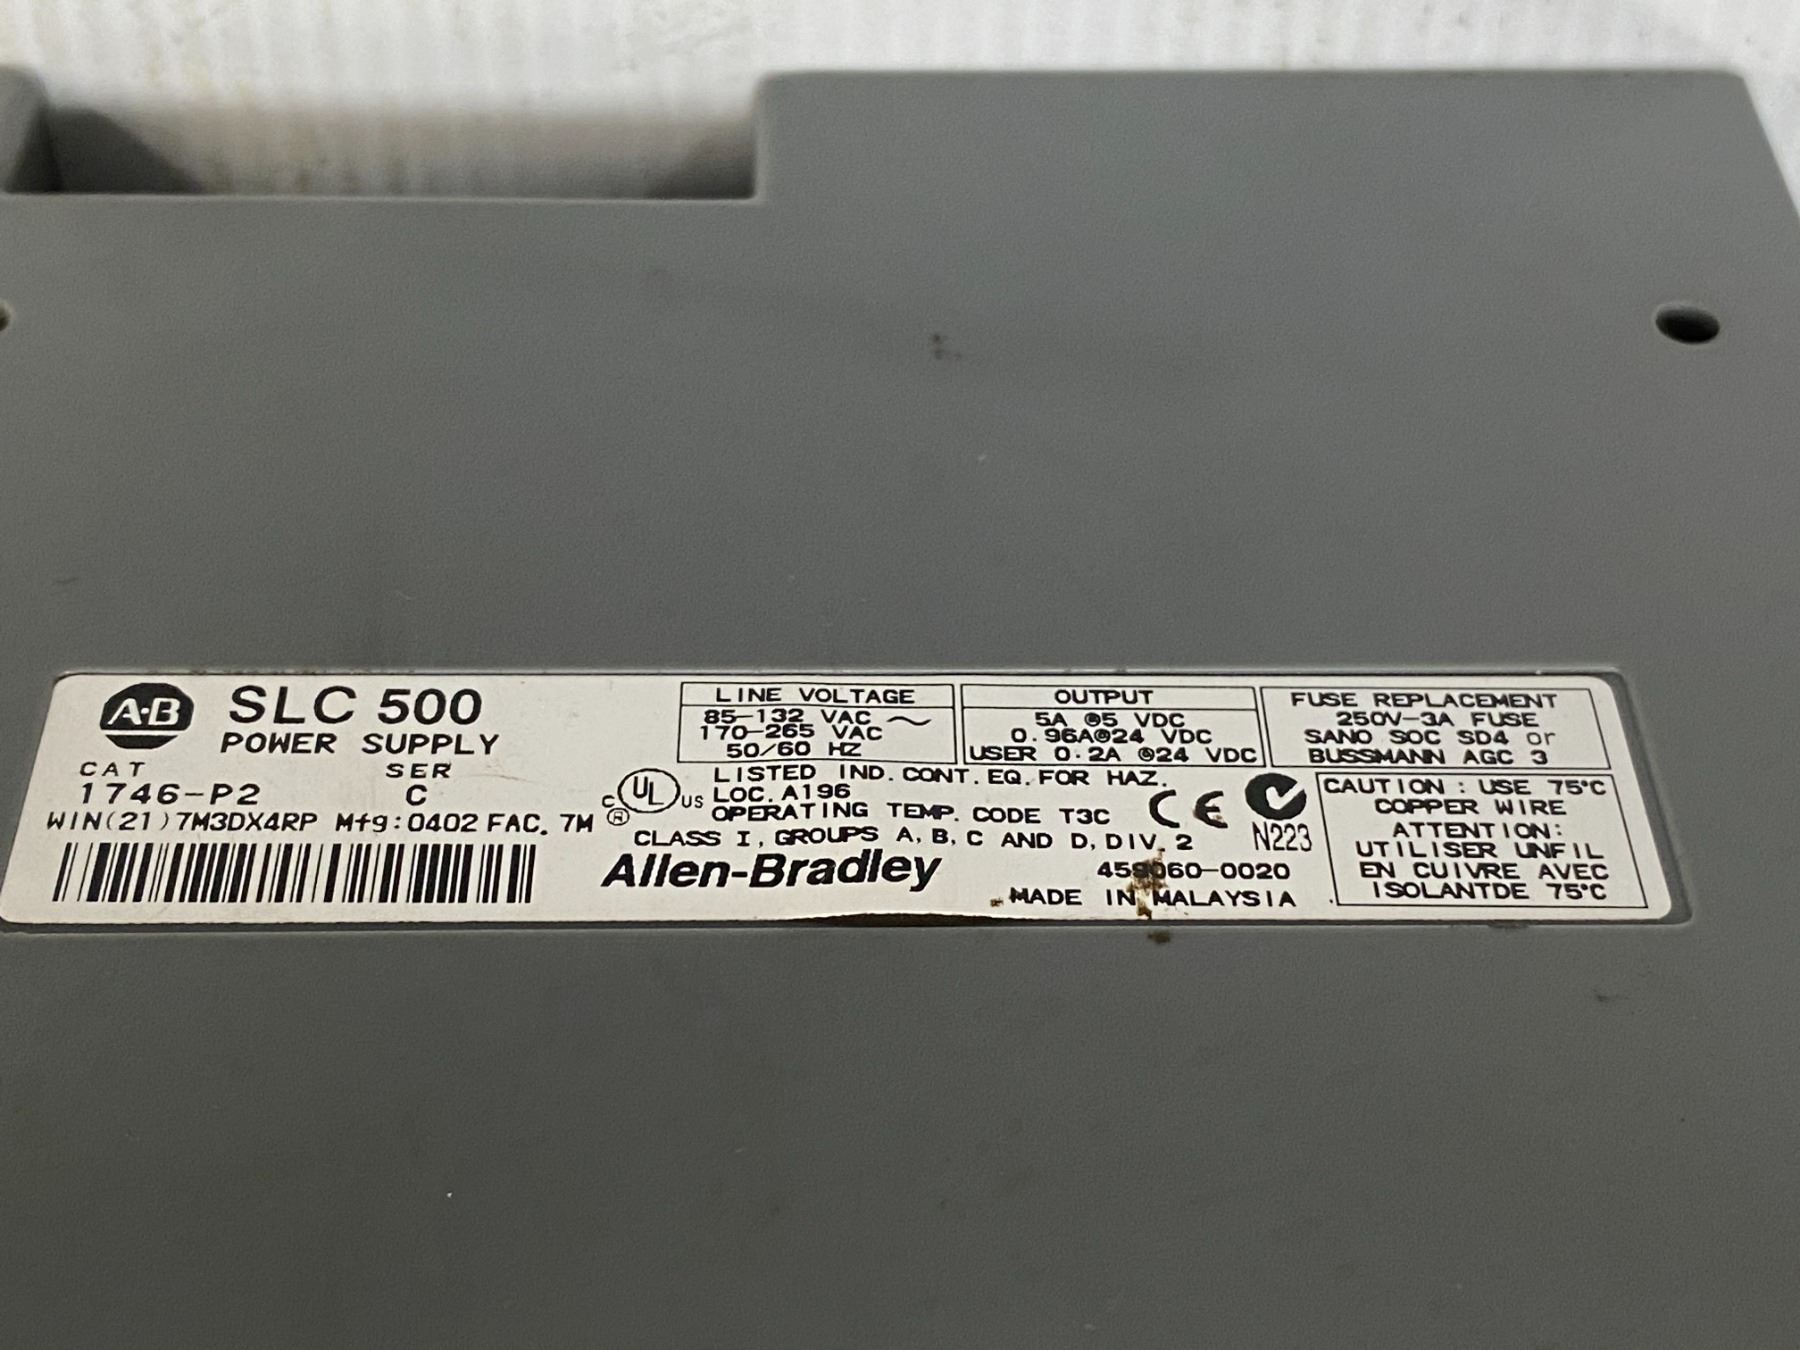 A·B SLC 500
POWER SUPPLY
CAT SER
1746-P2 C
WIN(21)7M3DX4RP Mfg:0402 FAC. 7M
LINE VOLTAGE
85-132 VAC ~
170-265 VAC
50/60 HZ
OUTPUT
5A @5 VDC
0.96A@24 VDC
USER 0.2A @24 VDC
FUSE REPLACEMENT
250V-3A FUSE
SANO SOC SD4 or
BUSSMANN AGC 3
C UL US ®
LISTED IND. CONT. EQ. FOR HAZ.
LOC. A196
OPERATING TEMP. CODE T3C
CLASS I, GROUPS A, B, C AND D, DIV. 2
CE
N223
Allen-Bradley
459060-0020
MADE IN MALAYSIA
CAUTION : USE 75°C
COPPER WIRE
ATTENTION:
UTILISER UNFIL
EN CUIVRE AVEC
ISOLANTDE 75°C